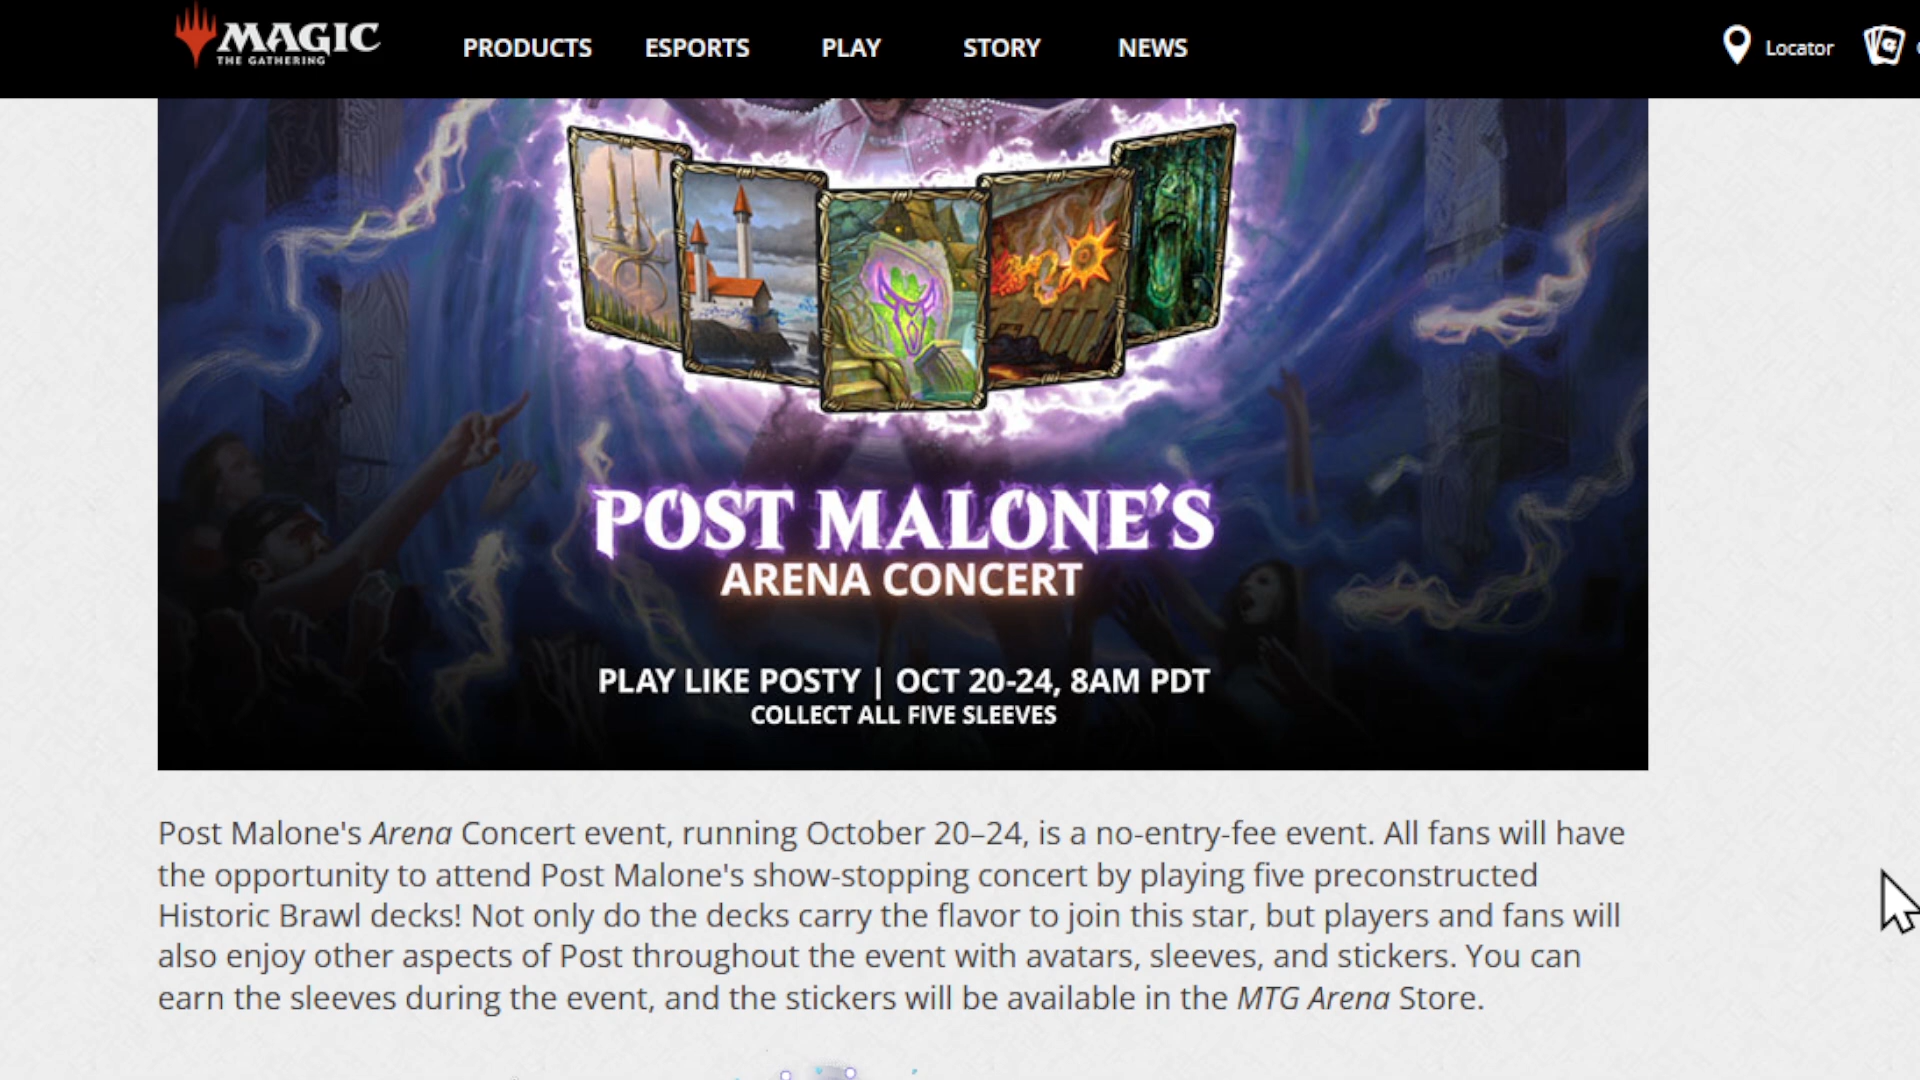 MAGIC
THE GATHERING
PRODUCTS
ESPORTS
PLAY
STORY
NEWS
Locator
POST MALONE'S
ARENA CONCERT
PLAY LIKE POSTY | OCT 20-24, 8AM PDT
COLLECT ALL FIVE SLEEVES
Post Malone's Arena Concert event, running October 20–24, is a no-entry-fee event. All fans will have
the opportunity to attend Post Malone's show-stopping concert by playing five preconstructed
Historic Brawl decks! Not only do the decks carry the flavor to join this star, but players and fans will
also enjoy other aspects of Post throughout the event with avatars, sleeves, and stickers. You can
earn the sleeves during the event, and the stickers will be available in the MTG Arena Store.